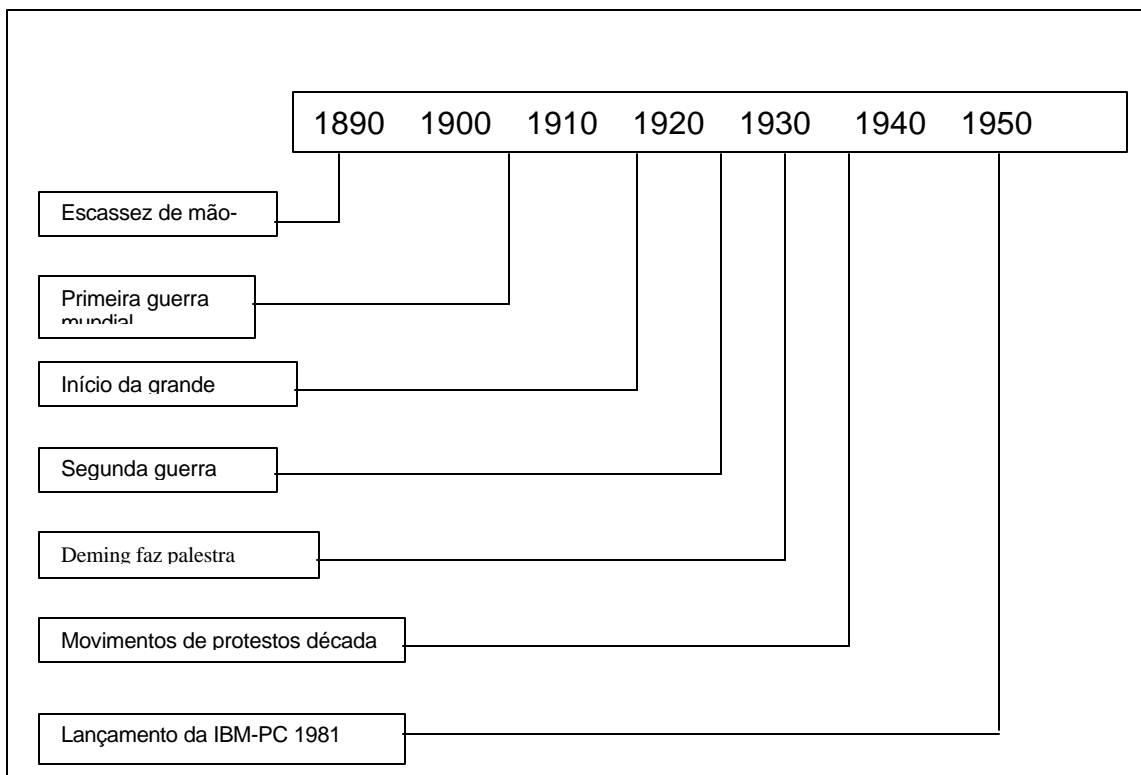 1890 1900 1910 1920 1930 1940 1950
Escassez de mão-
Primeira guerra
mundial
Início da grande
Segunda guerra
Deming faz palestra
Movimentos de protestos década
Lançamento da IBM-PC 1981